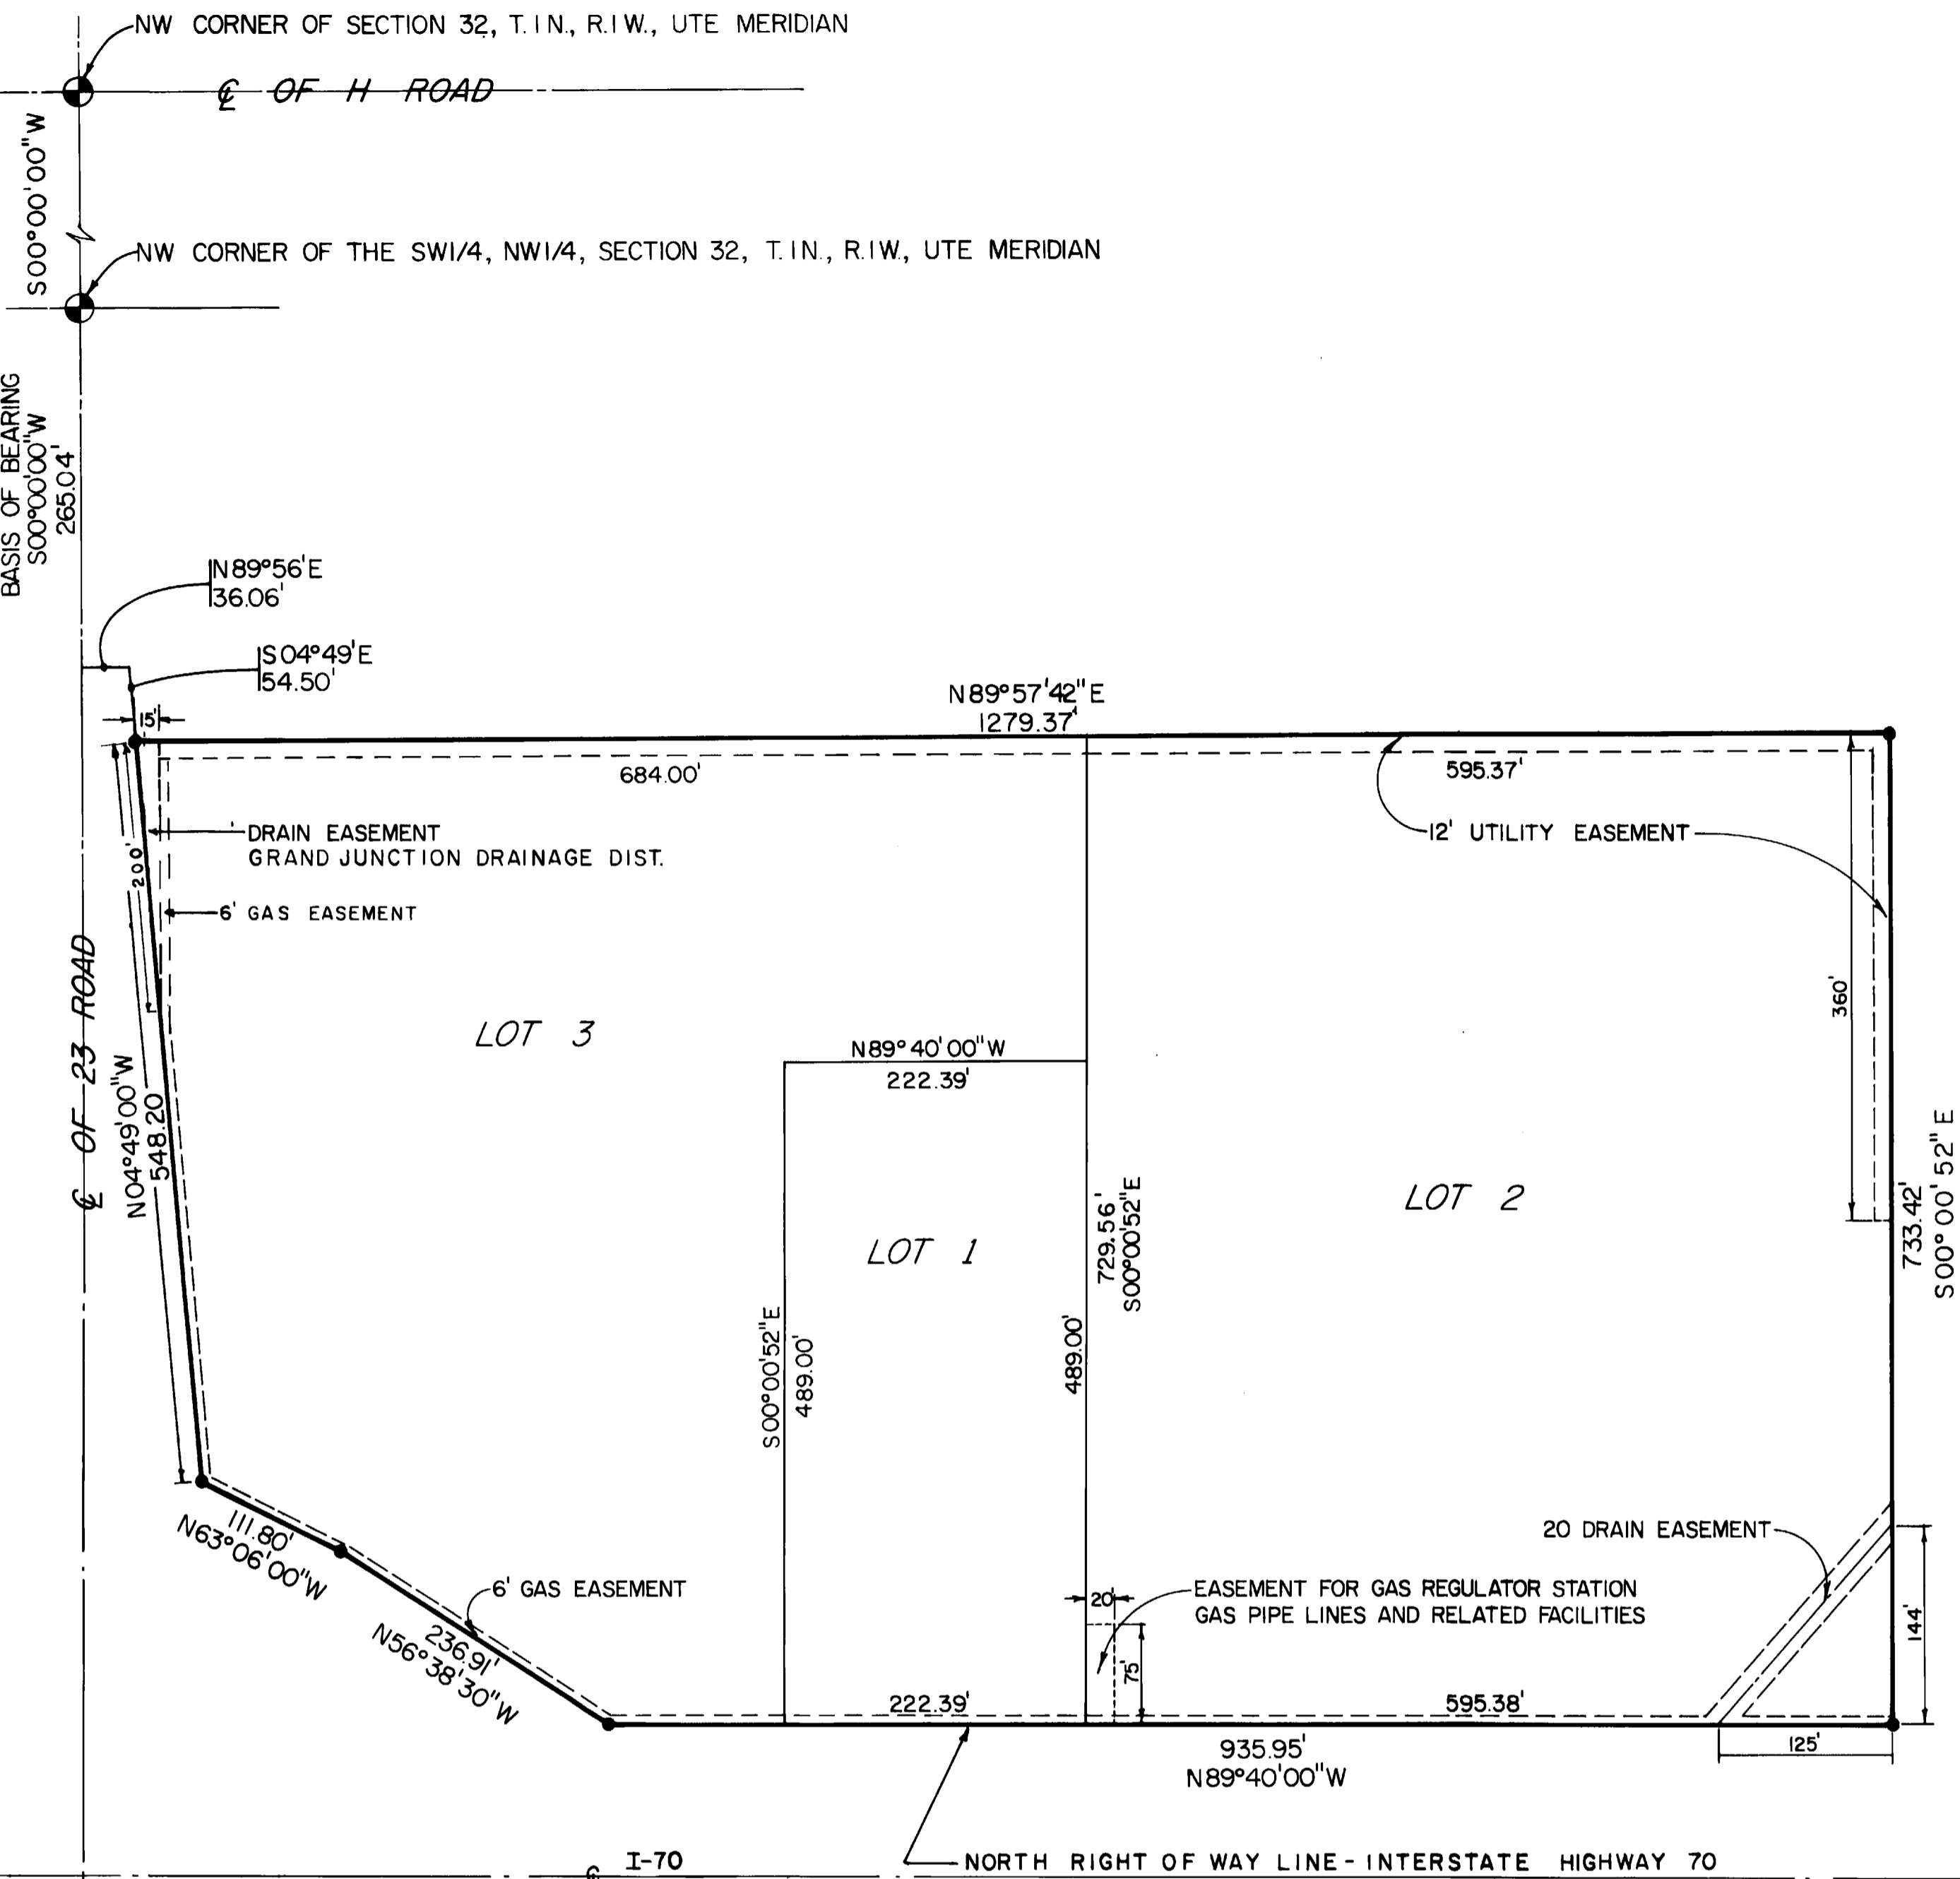 NW CORNER OF SECTION 32, T.1N., R.1W., UTE MERIDIAN
℄ OF H ROAD
S00°00'00"W
NW CORNER OF THE SW1/4, NW1/4, SECTION 32, T.1N., R.1W., UTE MERIDIAN
BASIS OF BEARING
S00°00'00"W
265.04'
N89°56'E
36.06'
S04°49'E
54.50'
15'
N89°57'42"E
1279.37'
684.00'
595.37'
12' UTILITY EASEMENT
' DRAIN EASEMENT
GRAND JUNCTION DRAINAGE DIST.
200'
6' GAS EASEMENT
360'
℄ OF 23 ROAD
LOT 3
N89°40'00"W
222.39'
N04°49'00"W
548.20
LOT 1
LOT 2
729.56'
S00°00'52"E
733.42'
S00°00'52"E
S00°00'52"E
489.00'
489.00'
111.80'
N63°06'00"W
6' GAS EASEMENT
236.91'
N56°38'30"W
20 DRAIN EASEMENT
EASEMENT FOR GAS REGULATOR STATION
GAS PIPE LINES AND RELATED FACILITIES
20'
75'
144'
222.39'
595.38'
935.95'
N89°40'00"W
125'
I-70
NORTH RIGHT OF WAY LINE-INTERSTATE HIGHWAY 70